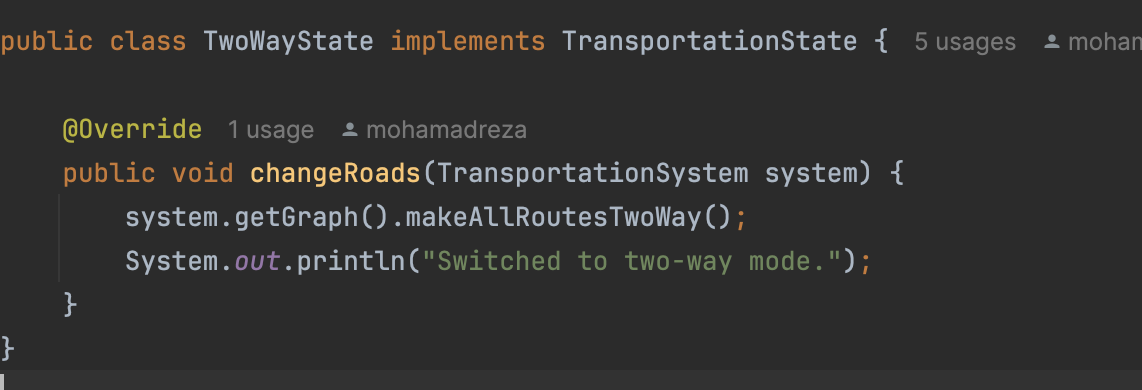 public class TwoWayState implements TransportationState { 5 usages moham
@Override 1 usage mohamadreza
public void changeRoads(TransportationSystem system) {
system.getGraph().makeAllRoutesTwoWay();
System.out.println("Switched to two-way mode.");
}
}